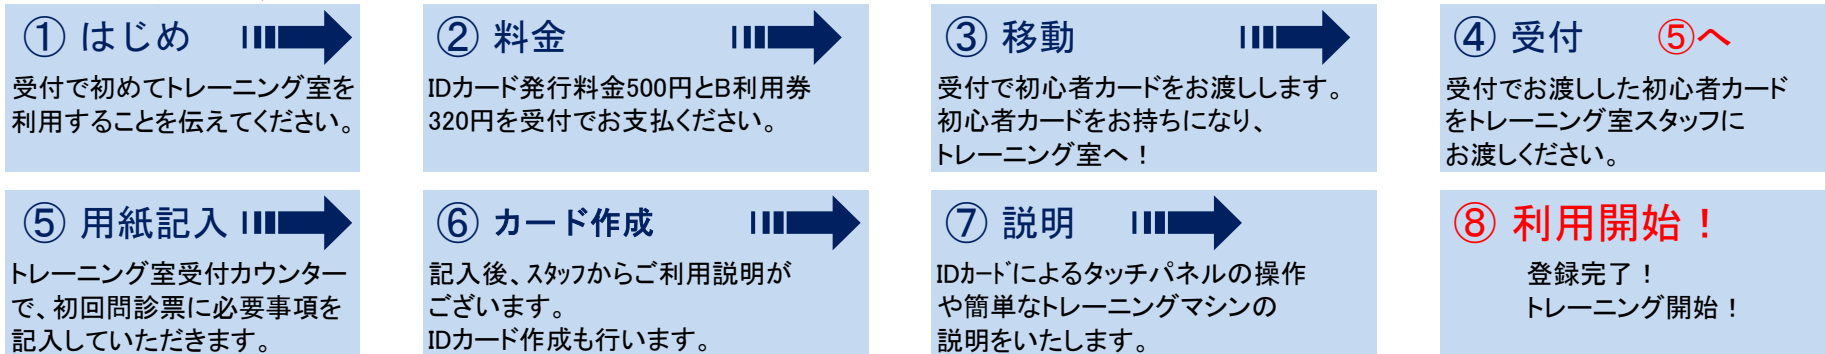 ① はじめ
受付で初めてトレーニング室を
利用することを伝えてください。
② 料金
IDカード発行料金500円とB利用券
320円を受付でお支払ください。
③ 移動
受付で初心者カードをお渡しします。
初心者カードをお持ちになり、
トレーニング室へ！
④ 受付 ⑤へ
受付でお渡しした初心者カード
をトレーニング室スタッフに
お渡しください。
⑤ 用紙記入
トレーニング室受付カウンター
で、初回問診票に必要事項を
記入していただきます。
⑥ カード作成
記入後、ｽﾀｯﾌからご利用説明が
ございます。
IDカード作成も行います。
⑦ 説明
IDｶｰﾄﾞによるタッチパネルの操作
や簡単なトレーニングマシンの
説明をいたします。
⑧ 利用開始！
登録完了！
トレーニング開始！